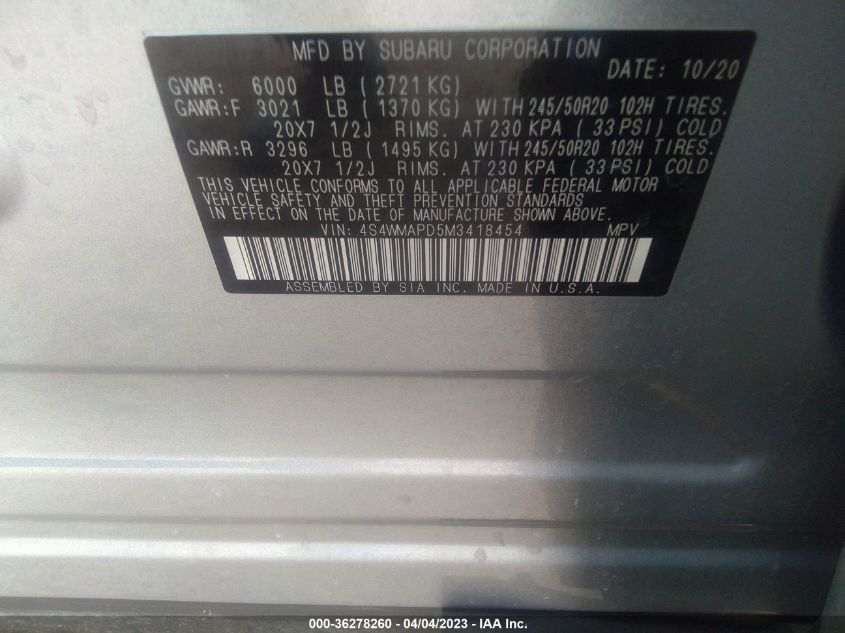 MFD BY SUBARU CORPORATION
DATE: 10/20
GVWR: 6000 LB ( 2721 KG)
GAWR:F 3021 LB ( 1370 KG) WITH 245/50R20 102H TIRES.
20X7 1/2J RIMS. AT 230 KPA ( 33 PSI) COLD
GAWR:R 3296 LB ( 1495 KG) WITH 245/50R20 102H TIRES.
20X7 1/2J RIMS. AT 230 KPA ( 33 PSI) COLD
THIS VEHICLE CONFORMS TO ALL APPLICABLE FEDERAL MOTOR
VEHICLE SAFETY AND THEFT PREVENTION STANDARDS
IN EFFECT ON THE DATE OF MANUFACTURE SHOWN ABOVE.
VIN: 4S4WMAPD5M3418454 MPV
ASSEMBLED BY SIA INC. MADE IN U.S.A.
000-36278260 - 04/04/2023 - IAA Inc.